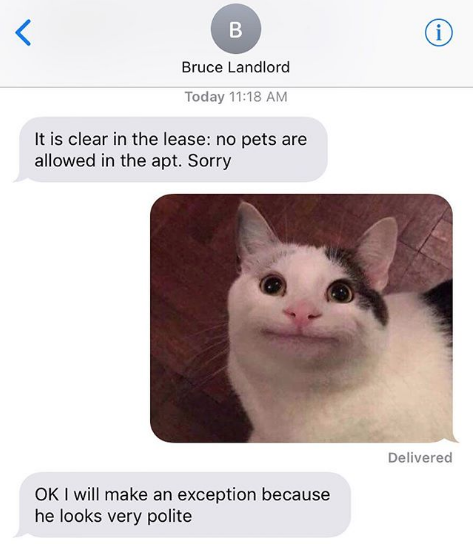 B
Bruce Landlord
Today 11:18 AM
It is clear in the lease: no pets are
allowed in the apt. Sorry
Delivered
OK I will make an exception because
he looks very polite